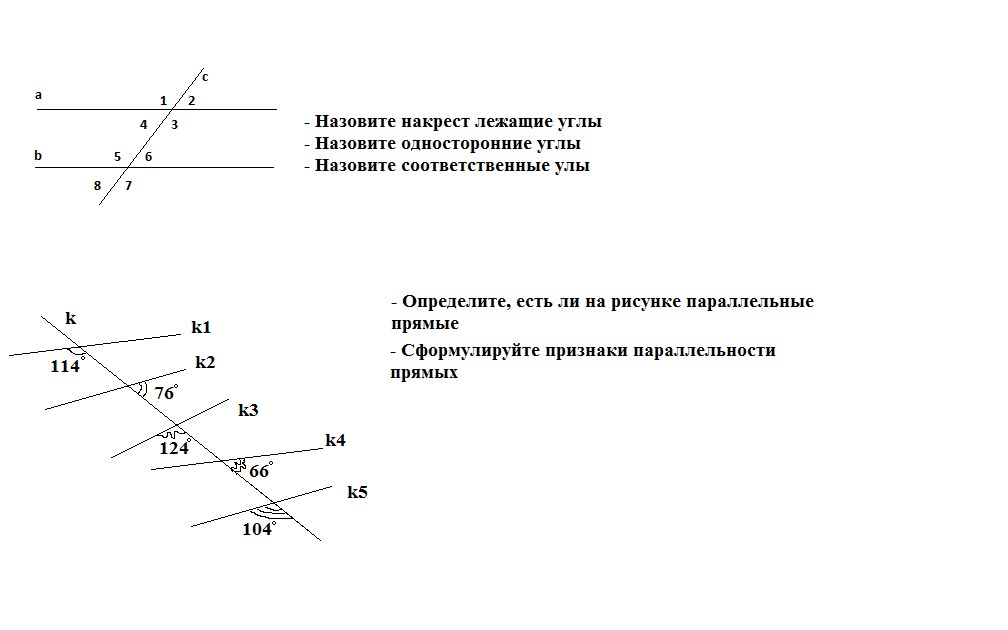 c
a
1 2
4 3
b
5 6
8 7
- Назовите накрест лежащие углы
- Назовите односторонние углы
- Назовите соответственные улы
- Определите, есть ли на рисунке параллельные
прямые
- Сформулируйте признаки параллельности
прямых
k
k1
114°
k2
76°
k3
124°
k4
66°
k5
104°